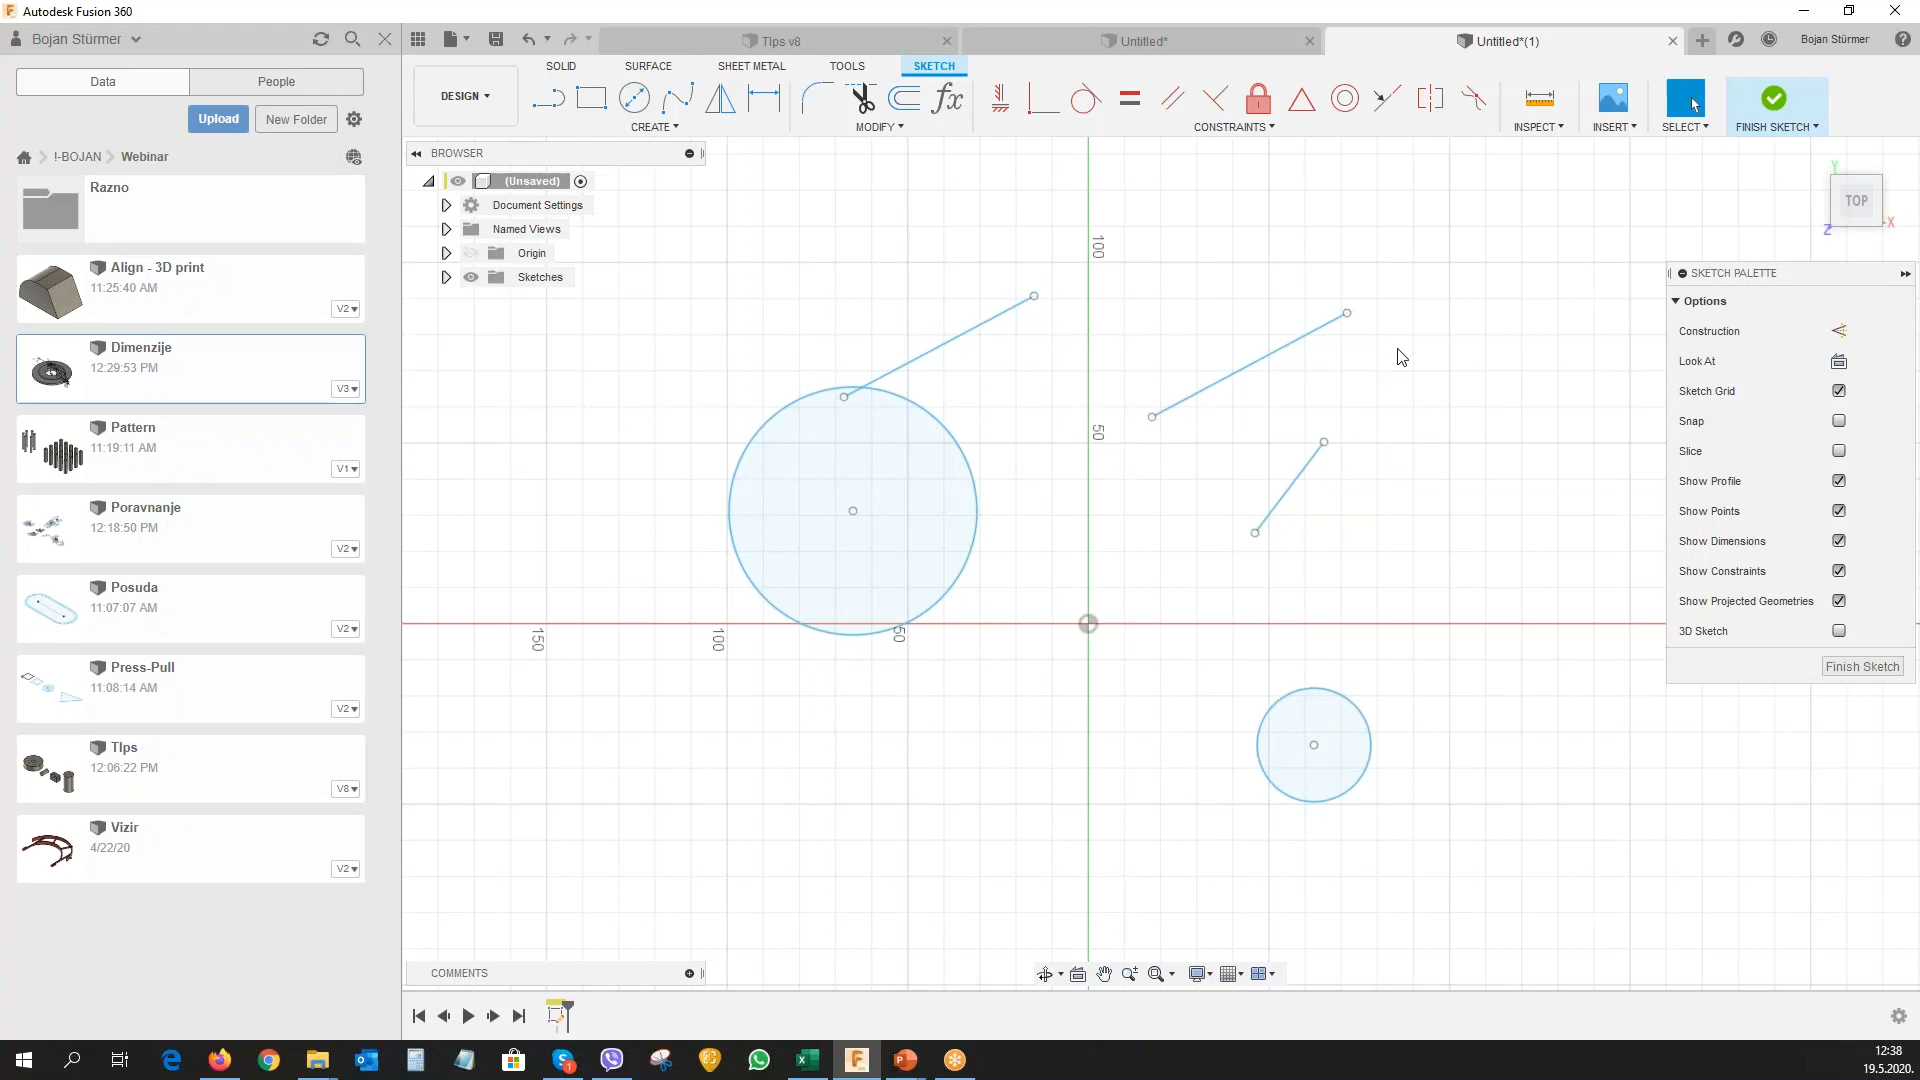 Autodesk Fusion 360
Bojan Stürmer
TIps v8
Untitled*
Untitled*(1)
Bojan Stürmer
Data
People
Upload
New Folder
!-BOJAN
Webinar
Razno
Align - 3D print
11:25:40 AM
V2
Dimenzije
12:29:53 PM
V3
Pattern
11:19:11 AM
V1
Poravnanje
12:18:50 PM
V2
Posuda
11:07:07 AM
V2
Press-Pull
11:08:14 AM
V2
TIps
12:06:22 PM
V8
Vizir
4/22/20
V2
SOLID
SURFACE
SHEET METAL
TOOLS
SKETCH
DESIGN
CREATE
MODIFY
CONSTRAINTS
INSPECT
INSERT
SELECT
FINISH SKETCH
BROWSER
(Unsaved)
Document Settings
Named Views
Origin
Sketches
100
50
150
100
50
Y
TOP
X
Z
SKETCH PALETTE
Options
Construction
Look At
Sketch Grid
Snap
Slice
Show Profile
Show Points
Show Dimensions
Show Constraints
Show Projected Geometries
3D Sketch
Finish Sketch
COMMENTS
12:38
19.5.2020.